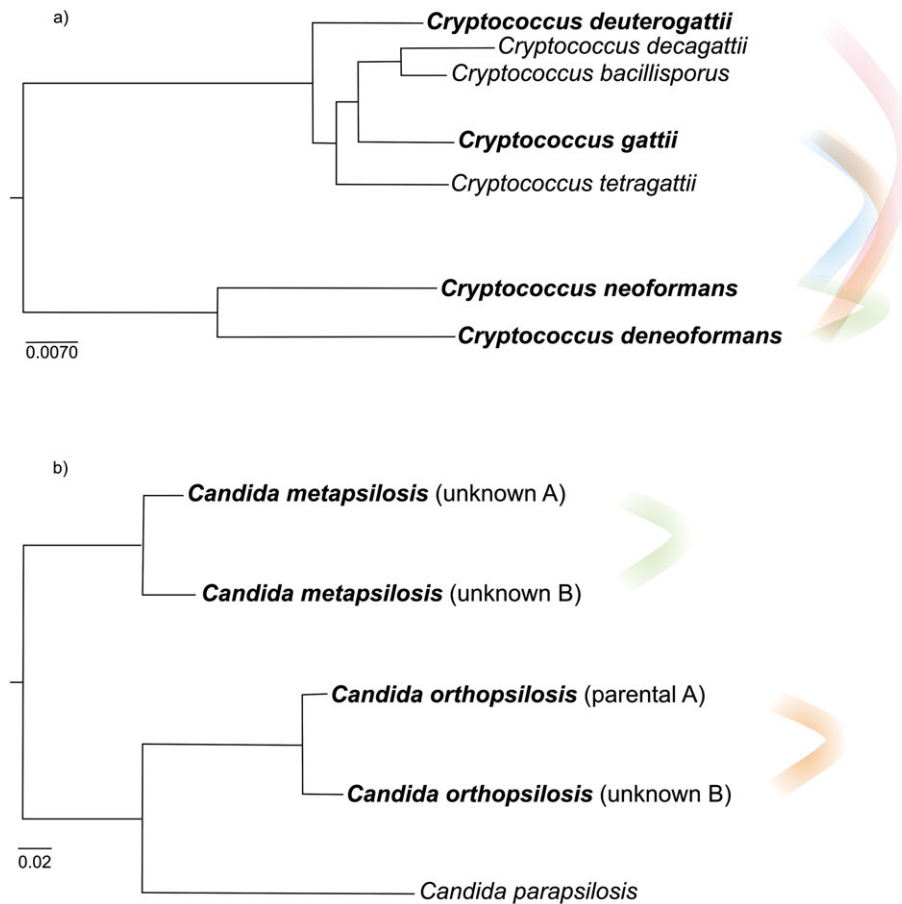 a)
Cryptococcus deuterogattii
Cryptococcus decagattii
Cryptococcus bacillisporus
Cryptococcus gattii
Cryptococcus tetragattii
Cryptococcus neoformans
Cryptococcus deneoformans
0.0070
b)
Candida metapsilosis (unknown A)
Candida metapsilosis (unknown B)
Candida orthopsilosis (parental A)
Candida orthopsilosis (unknown B)
0.02
Candida parapsilosis